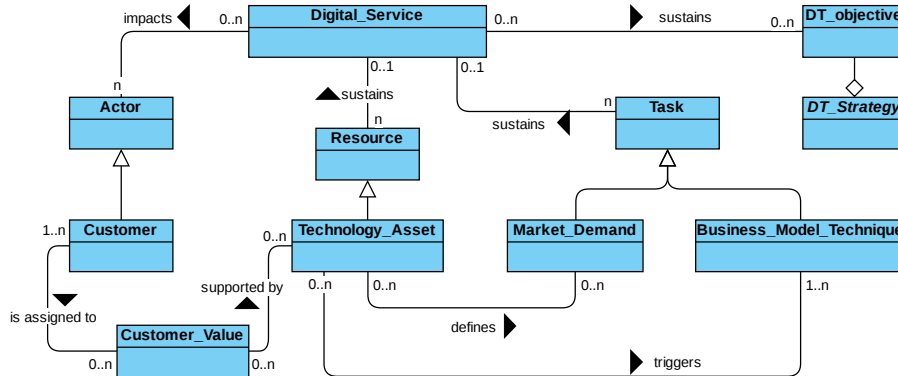 impacts
0..n
Digital_Service
0..n
sustains
0..n
DT_objective
n
0..1
0..1
sustains
Actor
n
Resource
sustains
n
Task
DT_Strategy
1..n
Customer
0..n
Technology_Asset
Market_Demand
Business_Model_Technique
supported by
0..n
0..n
0..n
1..n
is assigned to
defines
Customer_Value
0..n
0..n
triggers